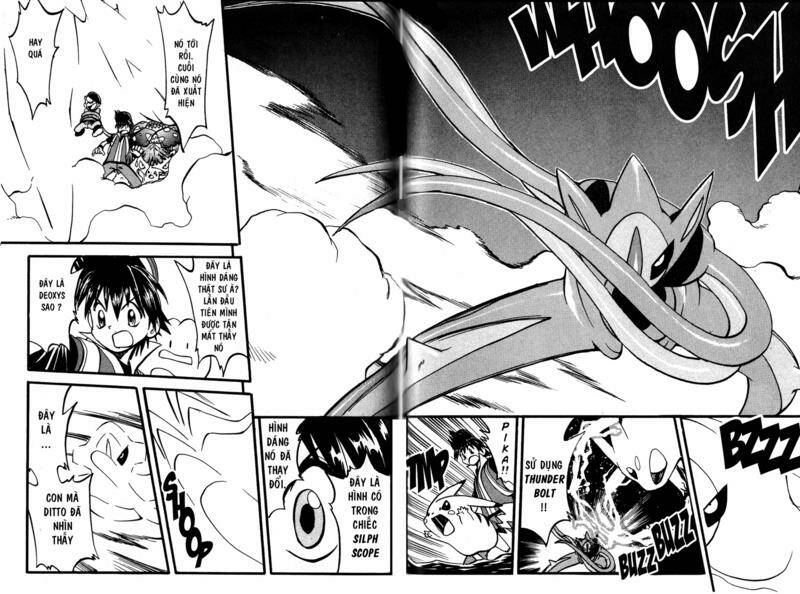 WHOOSH
BZZZ
SỬ DỤNG
THUNDER
BOLT
!!
BUZZ BUZZ
PIKA!!
TMP
NÓ TỚI
RỒI.
CUỐI
CÙNG NÓ
ĐÃ XUẤT
HIỆN
HAY
QUÁ
ĐÂY LÀ
HÌNH DÁNG
THẬT SỰ Ả?
LẦN ĐẦU
TIÊN MÌNH
ĐƯỢC TẬN
MẮT THẤY
NÓ
ĐÂY LÀ
DEOXYS
SAO ?
HÌNH
DÁNG
NÓ ĐÃ
THAY
ĐỔI.
ĐÂY LÀ
HÌNH CÓ
TRONG
CHIẾC
SILPH
SCOPE
SHOOP
ĐÂY
LÀ
...
CON MÀ
DITTO ĐÃ
NHÌN
THẤY